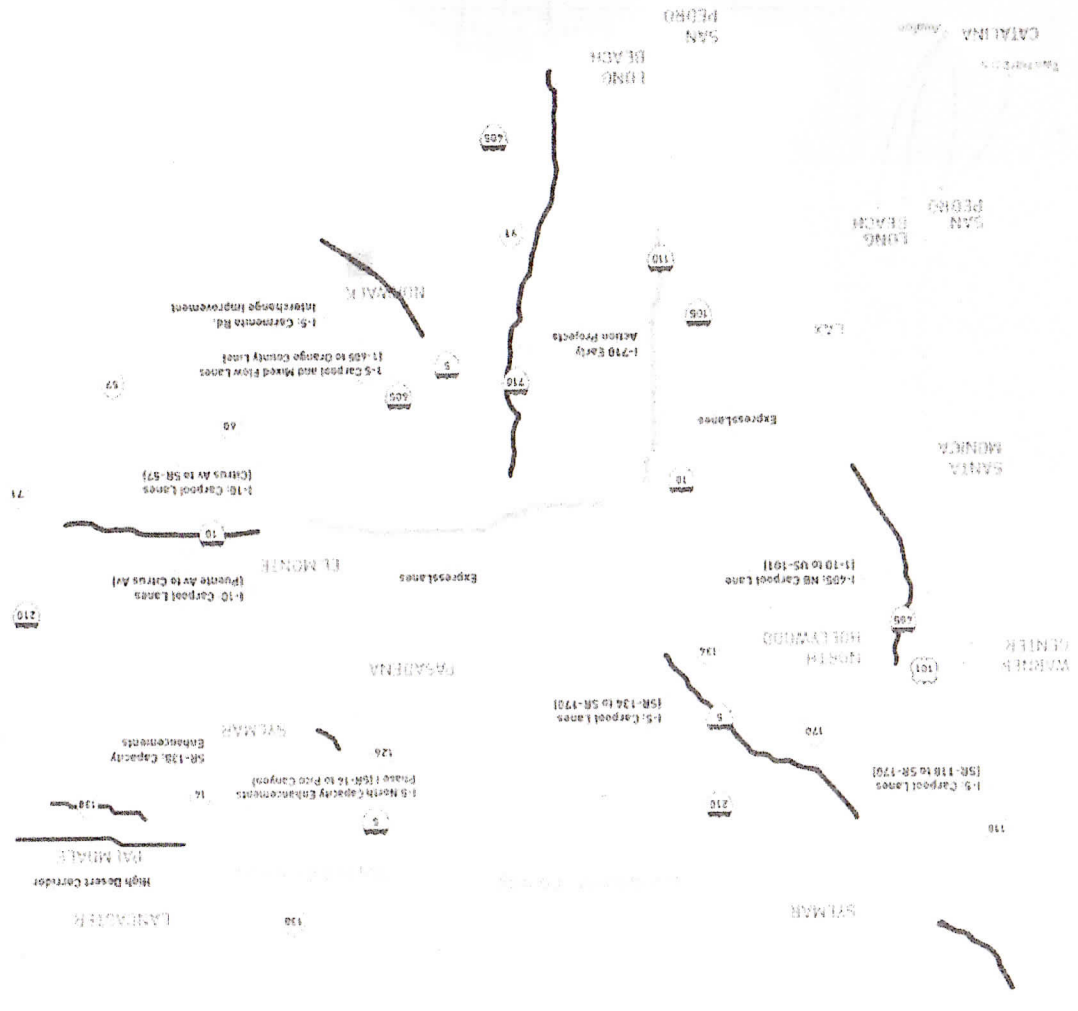 138
LANCASTER
SYLMAR
High Desert Corridor
PALMDALE
118
I-5: Carpool Lanes
[SR-118 to SR-170]
210
5
I-5 North Capacity Enhancements
Phase I [SR-14 to Pico Canyon]
14
138
SR-138, Capacity
Enhancements
170
126
SYLMAR
5
I-5: Carpool Lanes
[SR-134 to SR-170]
WARNER
CENTER
101
NORTH
HOLLYWOOD
134
PASADENA
405
210
I-405: NB Carpool Lane
[I-10 to US-101]
ExpressLanes
I-10: Carpool Lanes
[Puente Av to Citrus Av]
EL MONTE
10
SANTA
MONICA
10
I-10: Carpool Lanes
[Citrus Av to SR-57]
71
60
ExpressLane
57
710
605
5
I-5 Carpool and Mixed Flow Lanes
[I-605 to Orange County Line]
LAX
105
I-710 Early
Action Projects
I-5: Carmenita Rd.
Interchange Improvement
NORWALK
110
91
LONG
BEACH
SAN
PEDRO
405
CATALINA
Avalon
LONG
BEACH
SAN
PEDRO